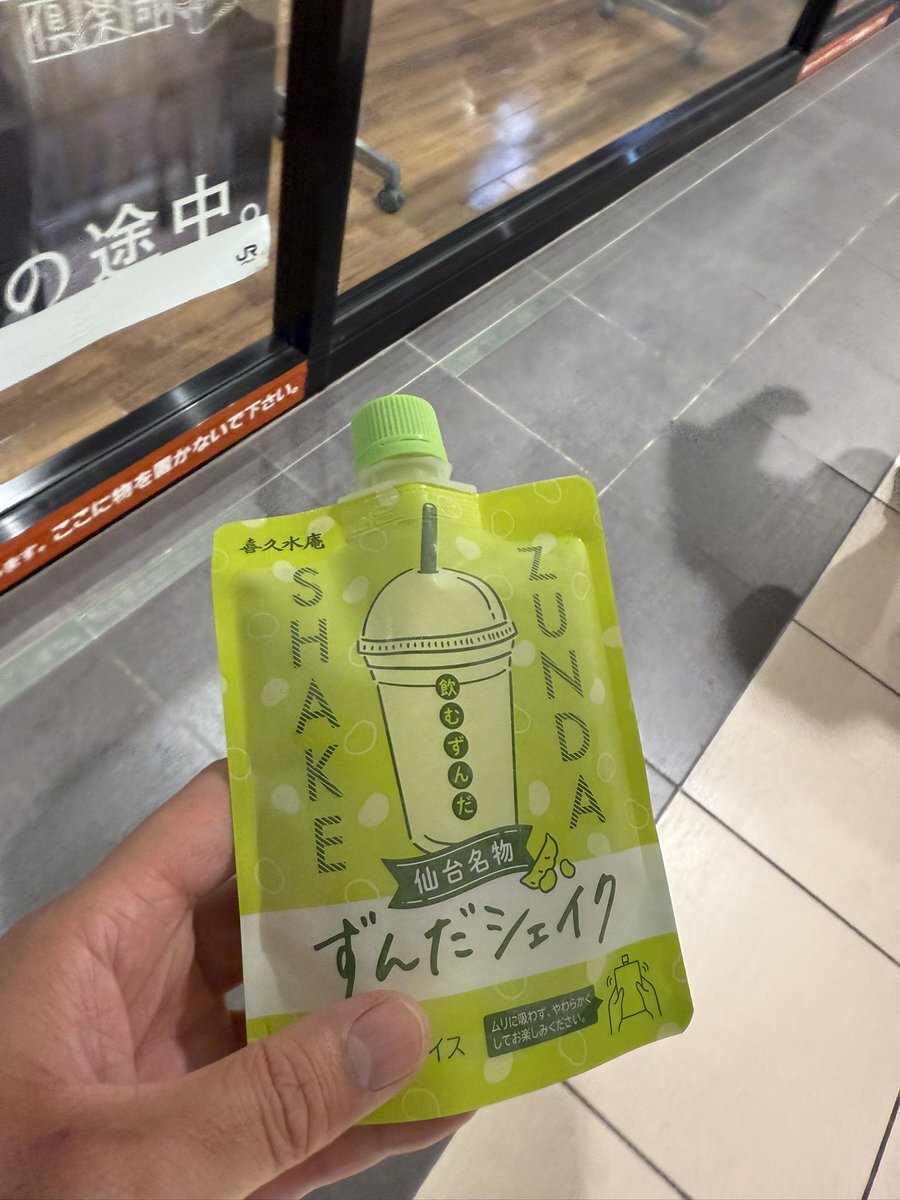 倶楽部
の途中。
JR
ます。ここに物を置かないで下さい。
喜久水庵
SHAKE
ZUNDA
飲むずんだ
仙台名物
ずんだシェイク
イス
ムリに吸わず、やわらかく
してお楽しみください。